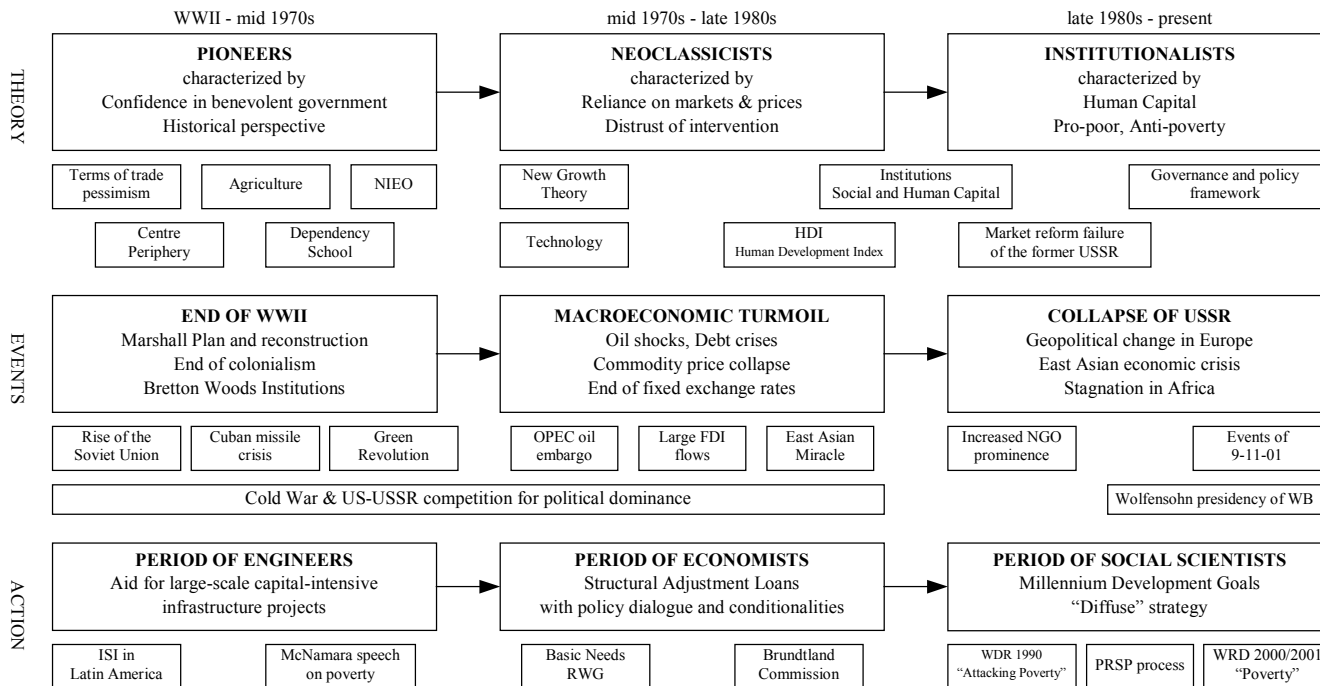 WWII - mid 1970s
mid 1970s - late 1980s
late 1980s - present
THEORY
PIONEERS
characterized by
Confidence in benevolent government
Historical perspective
NEOCLASSICISTS
characterized by
Reliance on markets & prices
Distrust of intervention
INSTITUTIONALISTS
characterized by
Human Capital
Pro-poor, Anti-poverty
Terms of trade
pessimism
Agriculture
NIEO
New Growth
Theory
Institutions
Social and Human Capital
Governance and policy
framework
Centre
Periphery
Dependency
School
Technology
HDI
Human Development Index
Market reform failure
of the former USSR
EVENTS
END OF WWII
Marshall Plan and reconstruction
End of colonialism
Bretton Woods Institutions
MACROECONOMIC TURMOIL
Oil shocks, Debt crises
Commodity price collapse
End of fixed exchange rates
COLLAPSE OF USSR
Geopolitical change in Europe
East Asian economic crisis
Stagnation in Africa
Rise of the
Soviet Union
Cuban missile
crisis
Green
Revolution
OPEC oil
embargo
Large FDI
flows
East Asian
Miracle
Increased NGO
prominence
Events of
9-11-01
Cold War & US-USSR competition for political dominance
Wolfensohn presidency of WB
ACTION
PERIOD OF ENGINEERS
Aid for large-scale capital-intensive
infrastructure projects
PERIOD OF ECONOMISTS
Structural Adjustment Loans
with policy dialogue and conditionalities
PERIOD OF SOCIAL SCIENTISTS
Millennium Development Goals
“Diffuse” strategy
ISI in
Latin America
McNamara speech
on poverty
Basic Needs
RWG
Brundtland
Commission
WDR 1990
“Attacking Poverty”
PRSP process
WRD 2000/2001
“Poverty”